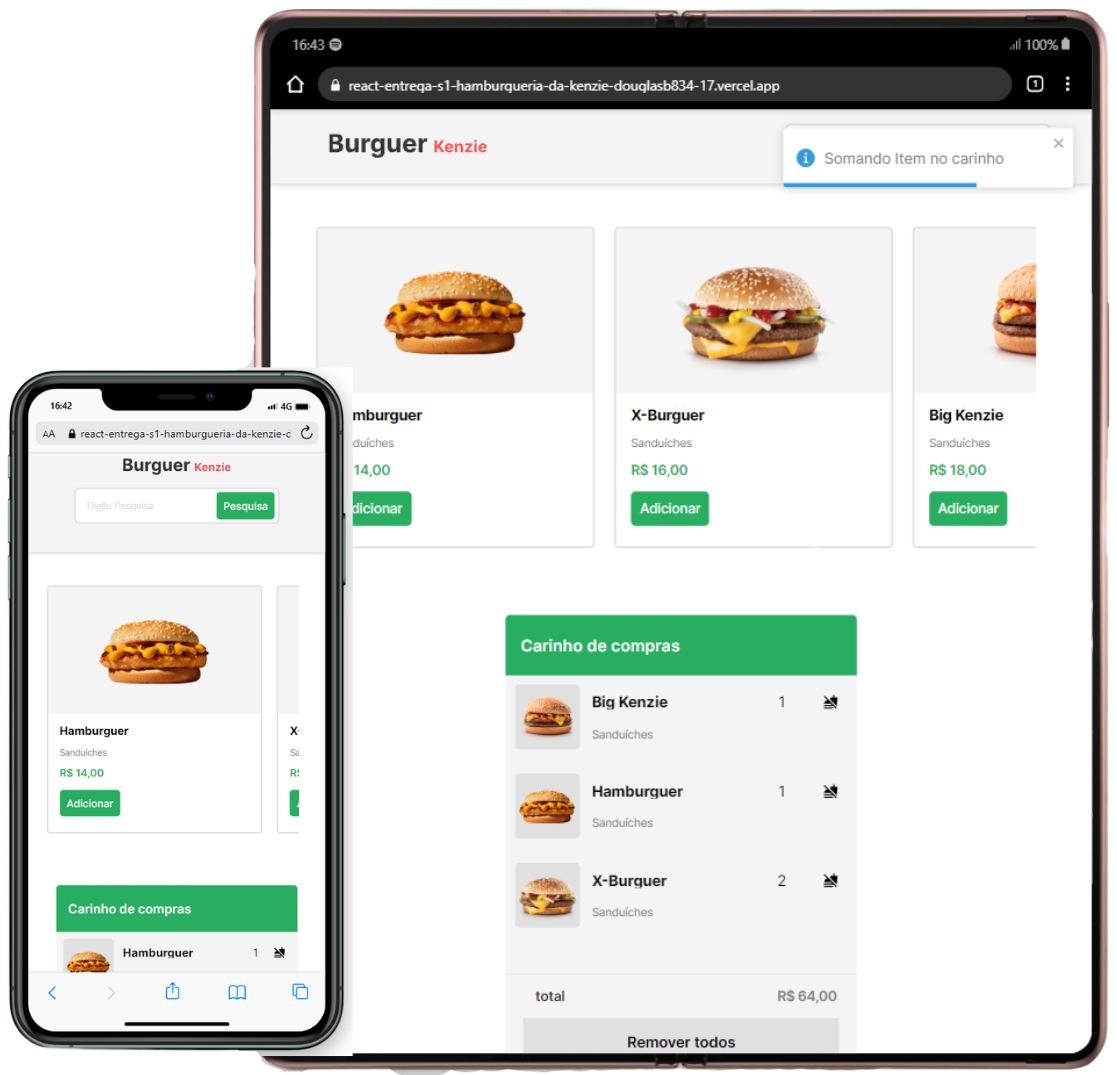 16:43
100%
react-entrega-s1-hamburgueria-da-kenzie-douglasb834-17.vercel.app
1
Burguer Kenzie
Somando Item no carinho
mburguer
duíches
14,00
dicionar
X-Burguer
Sanduíches
R$ 16,00
Adicionar
Big Kenzie
Sanduíches
R$ 18,00
Adicionar
Carinho de compras
Big Kenzie 1
Sanduíches
Hamburguer 1
Sanduíches
X-Burguer 2
Sanduíches
total R$ 64,00
Remover todos
16:42
4G
AA react-entrega-s1-hamburgueria-da-kenzie-c
Burguer Kenzie
Digite Pesquisa
Pesquisa
Hamburguer
Sanduíches
R$ 14,00
Adicionar
X-
Sa
R$
Carinho de compras
Hamburguer 1